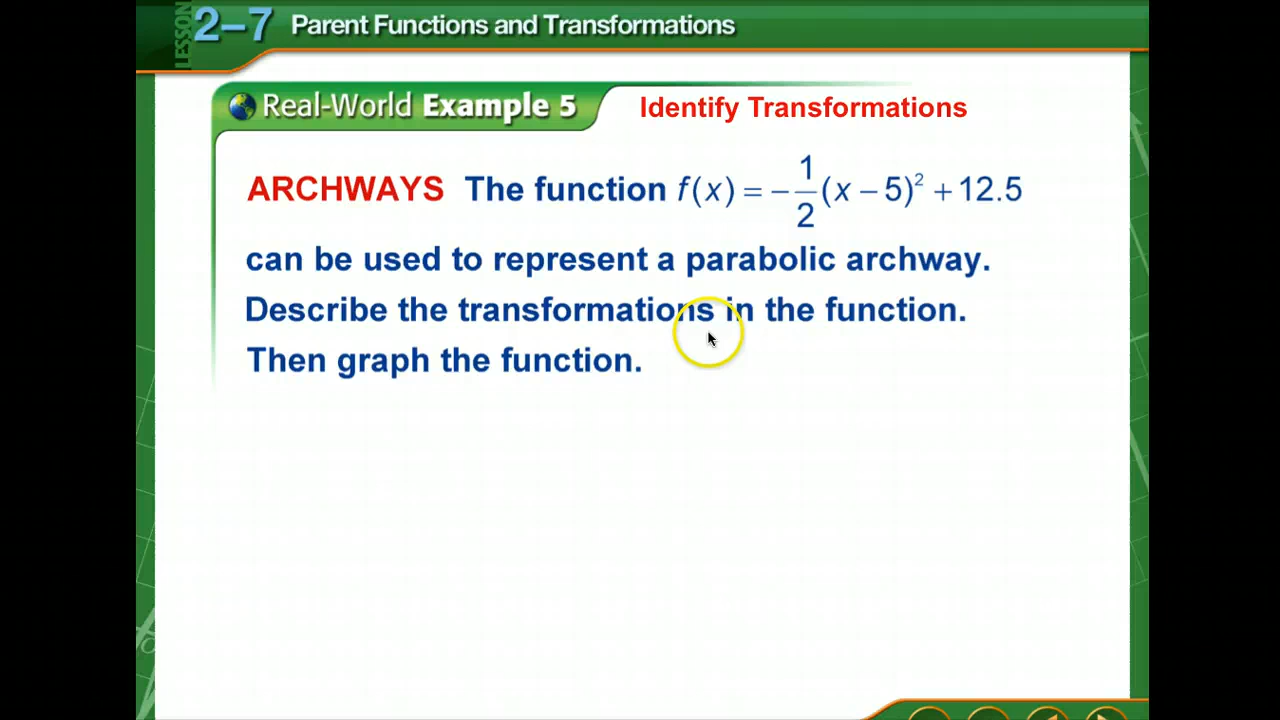 LESSON 2–7 Parent Functions and Transformations
Real-World Example 5 Identify Transformations
ARCHWAYS The function f(x) = −1/2(x − 5)² + 12.5
can be used to represent a parabolic archway.
Describe the transformations in the function.
Then graph the function.